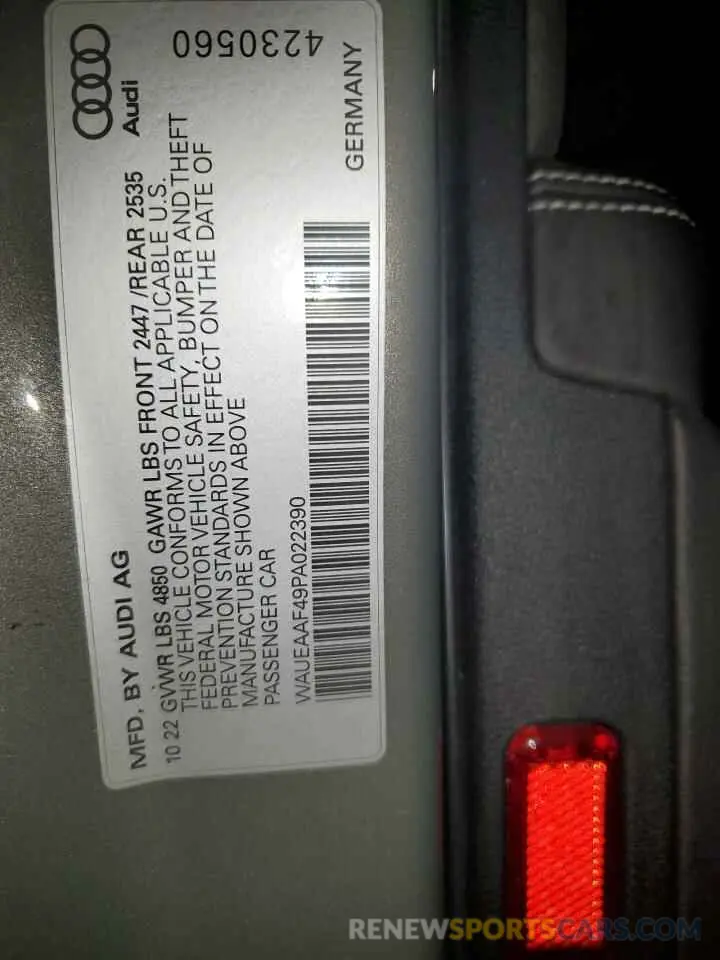 4230560
Audi
MFD. BY AUDI AG
10 22 GVWR LBS 4850 GAWR LBS FRONT 2447/REAR 2535
THIS VEHICLE CONFORMS TO ALL APPLICABLE U.S.
FEDERAL MOTOR VEHICLE SAFETY, BUMPER AND THEFT
PREVENTION STANDARDS IN EFFECT ON THE DATE OF
MANUFACTURE SHOWN ABOVE
PASSENGER CAR
WAUEAAF49PA022390
GERMANY
RENEWSPORTSCARS.COM